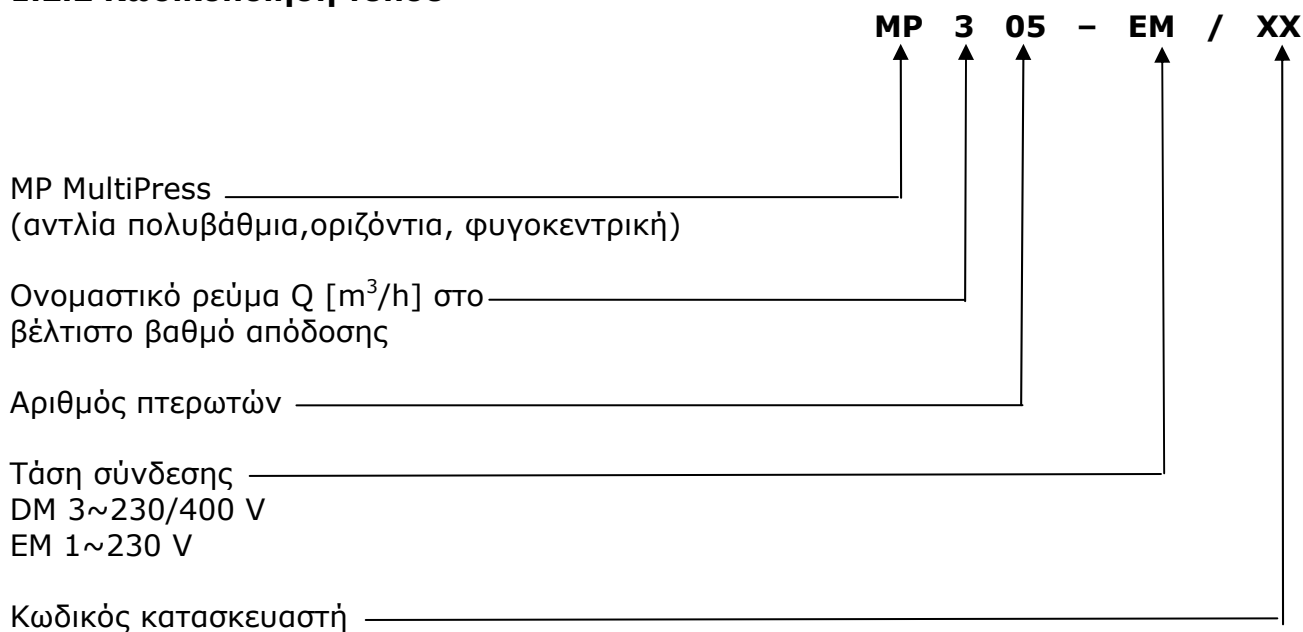 MP 3 05 – EM / XX
MP MultiPress
(αντλία πολυβάθμια,οριζόντια, φυγοκεντρική)
Ονομαστικό ρεύμα Q [m³/h] στο
βέλτιστο βαθμό απόδοσης
Αριθμός πτερωτών
Τάση σύνδεσης
DM 3~230/400 V
EM 1~230 V
Κωδικός κατασκευαστή